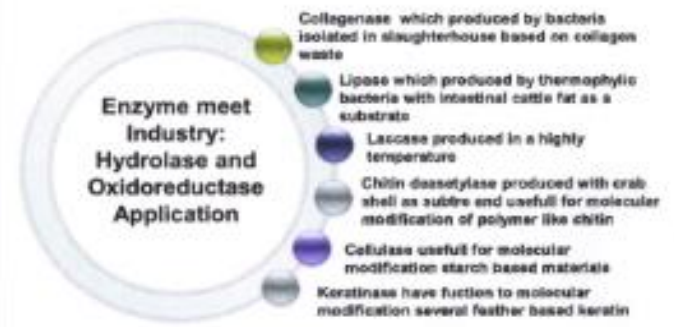 Enzyme meet
Industry:
Hydrolase and
Oxidoreductase
Application
Collagenase which produced by bacteria
isolated in slaughterhouse based on collagen
waste
Lipase which produced by thermophylic
bacteria with intestinal cattle fat as a
substrate
Laccase produced in a highly
temperature
Chitin deasetylase produced with crab
shell as subtre and usefull for molecular
modification of polymer like chitin
Cellulase usefull for molecular
modification starch based materials
Keratinase have fuction to molecular
modification several feather based keratin